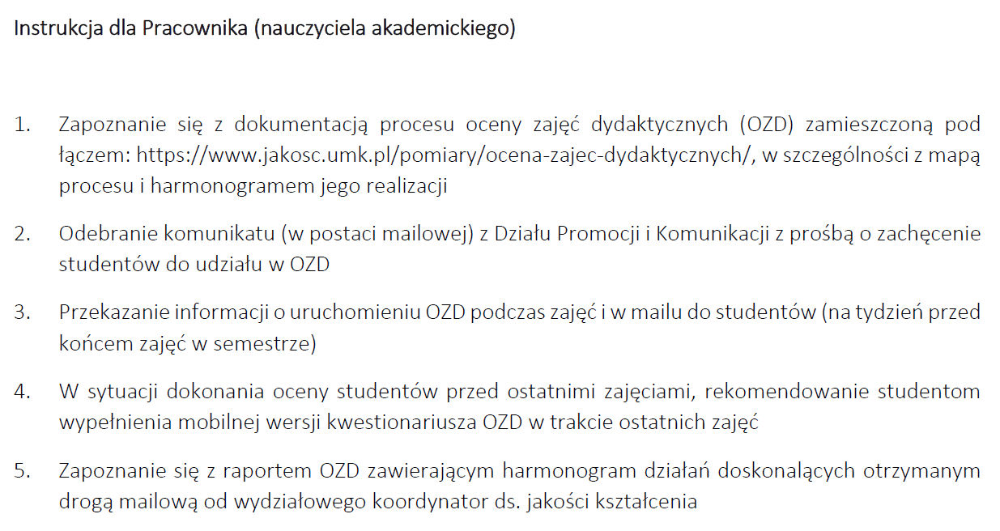 Instrukcja dla Pracownika (nauczyciela akademickiego)
1. Zapoznanie się z dokumentacją procesu oceny zajęć dydaktycznych (OZD) zamieszczoną pod
łączem: https://www.jakosc.umk.pl/pomiary/ocena-zajec-dydaktycznych/, w szczególności z mapą
procesu i harmonogramem jego realizacji
2. Odebranie komunikatu (w postaci mailowej) z Działu Promocji i Komunikacji z prośbą o zachęcenie
studentów do udziału w OZD
3. Przekazanie informacji o uruchomieniu OZD podczas zajęć i w mailu do studentów (na tydzień przed
końcem zajęć w semestrze)
4. W sytuacji dokonania oceny studentów przed ostatnimi zajęciami, rekomendowanie studentom
wypełnienia mobilnej wersji kwestionariusza OZD w trakcie ostatnich zajęć
5. Zapoznanie się z raportem OZD zawierającym harmonogram działań doskonalących otrzymanym
drogą mailową od wydziałowego koordynator ds. jakości kształcenia